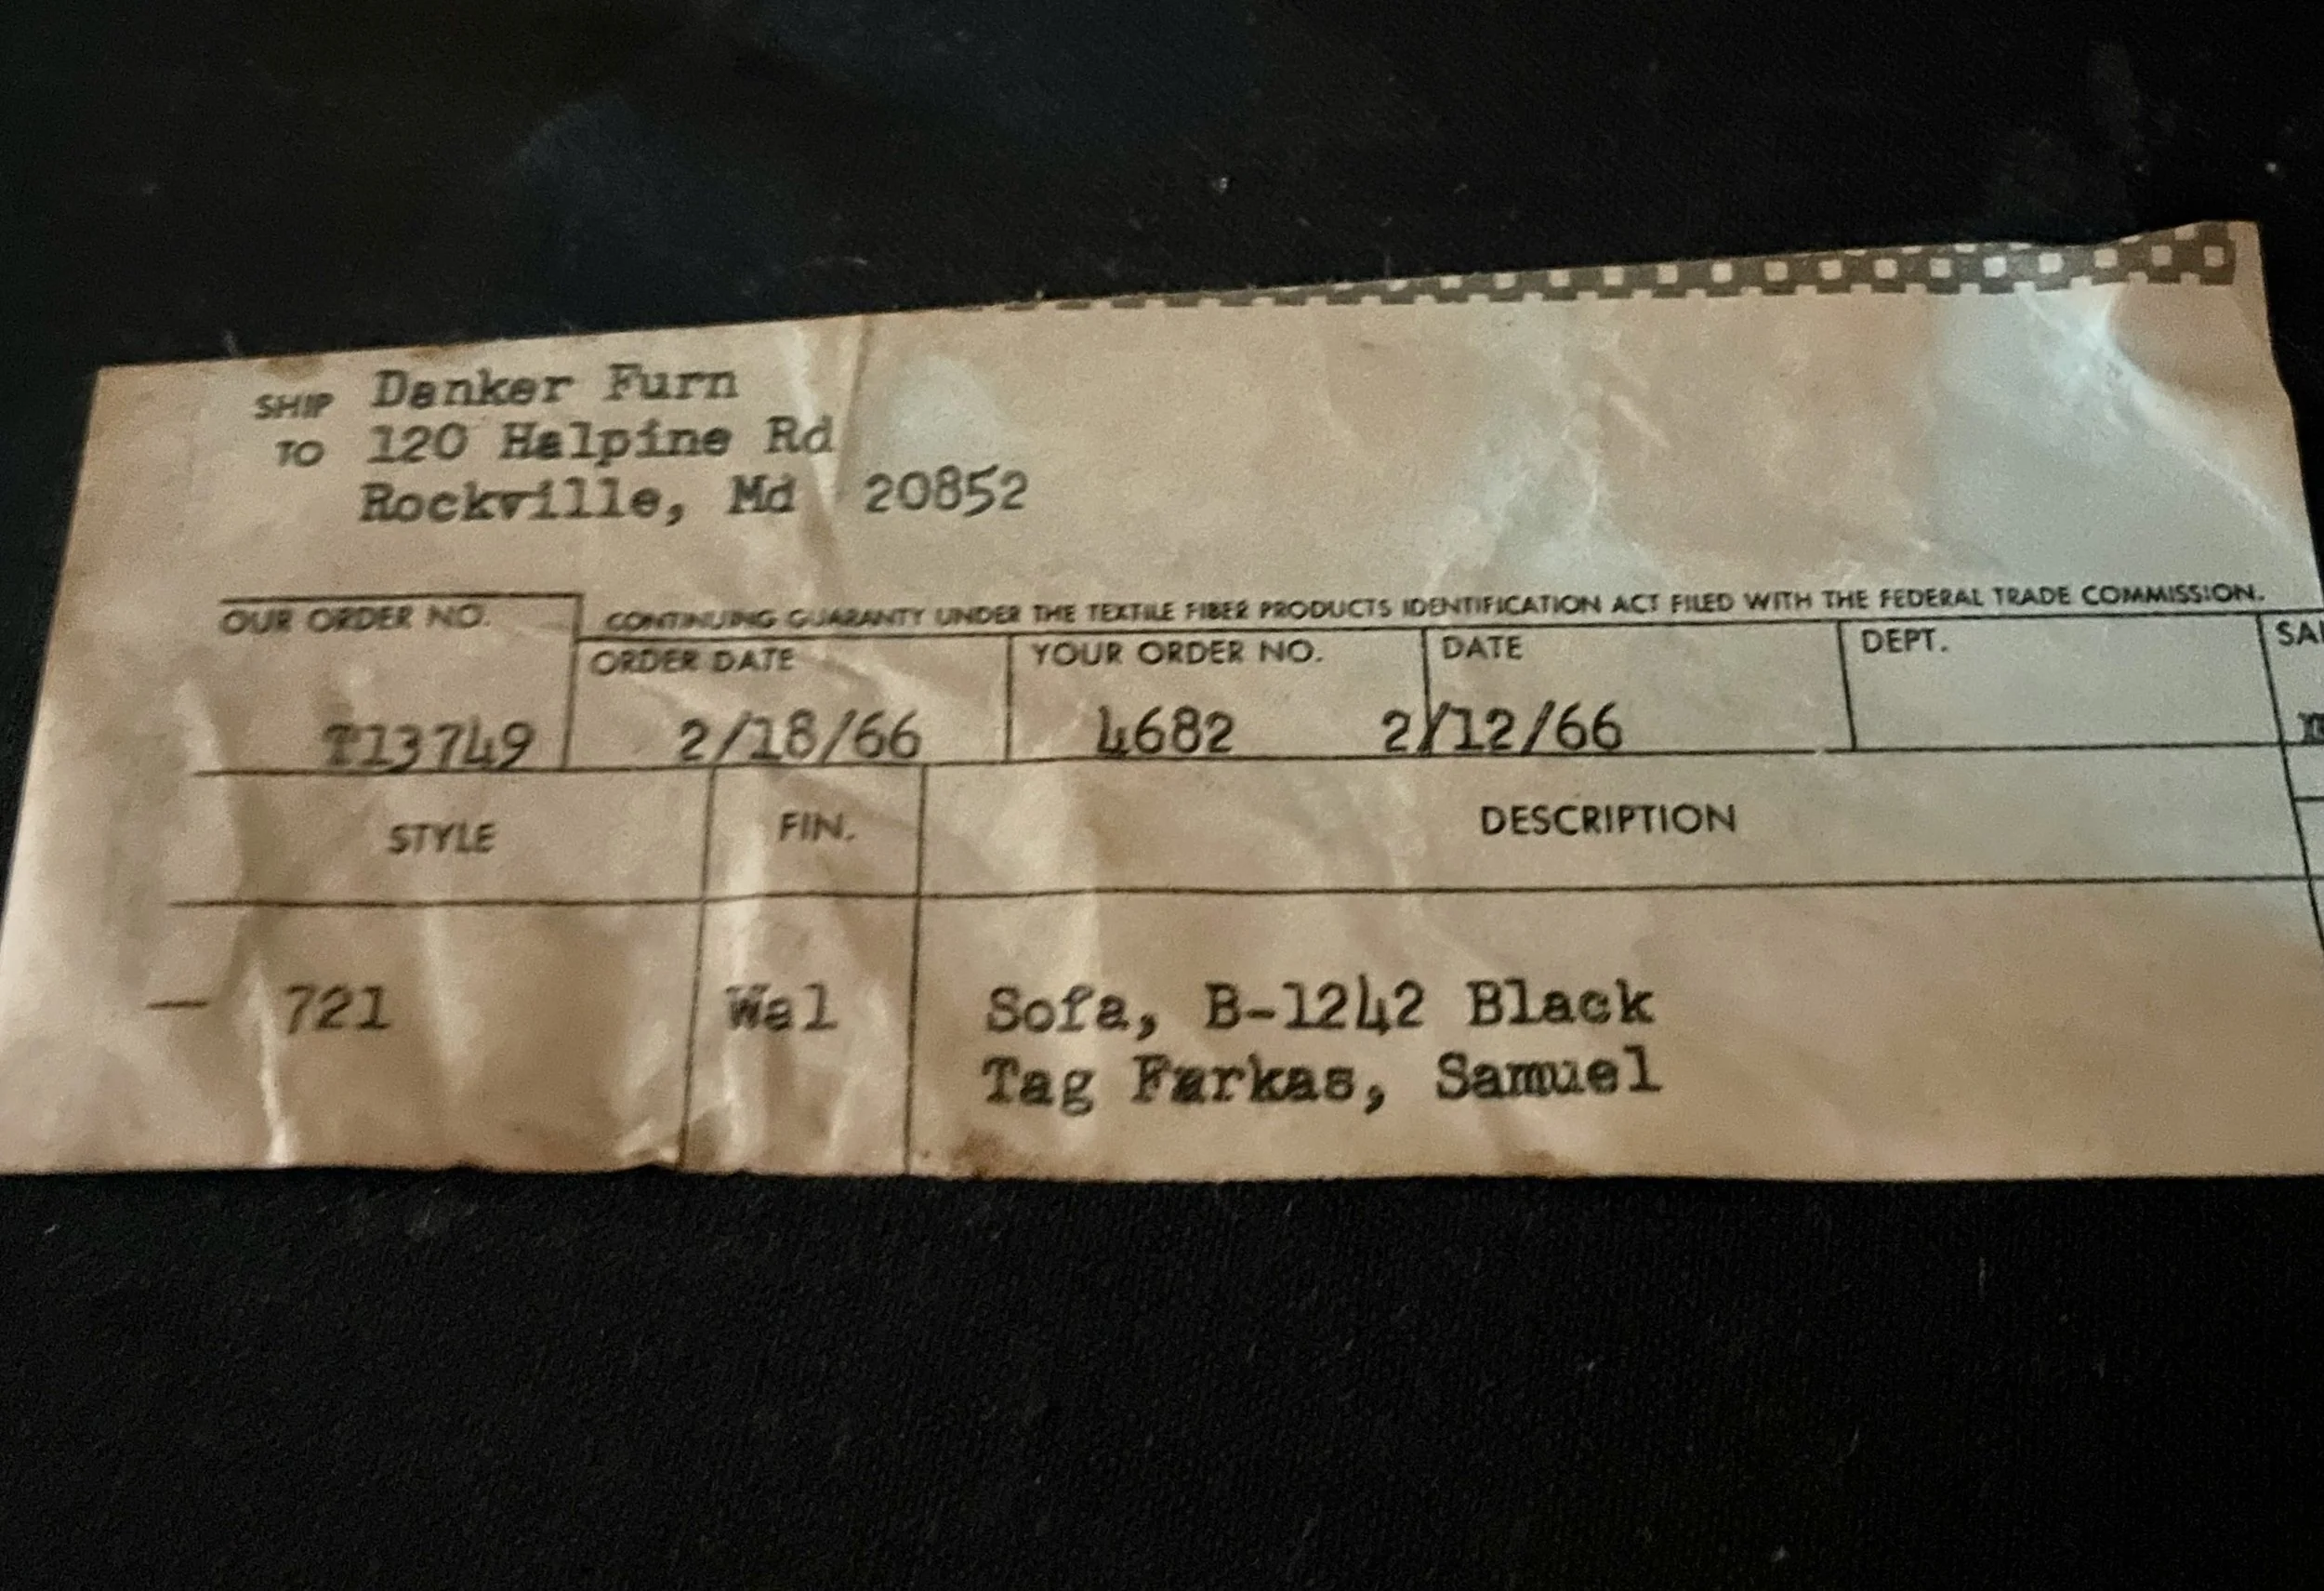 SHIP Danker Furn
TO 120 Halpine Rd
Rockville, Md 20852
CONTINUING GUARANTY UNDER THE TEXTILE FIBER PRODUCTS IDENTIFICATION ACT FILED WITH THE FEDERAL TRADE COMMISSION.
OUR ORDER NO. ORDER DATE YOUR ORDER NO. DATE DEPT.
T13749 2/18/66 4682 2/12/66
STYLE FIN. DESCRIPTION
— 721 Wal Sofa, B-1242 Black
Tag Farkas, Samuel